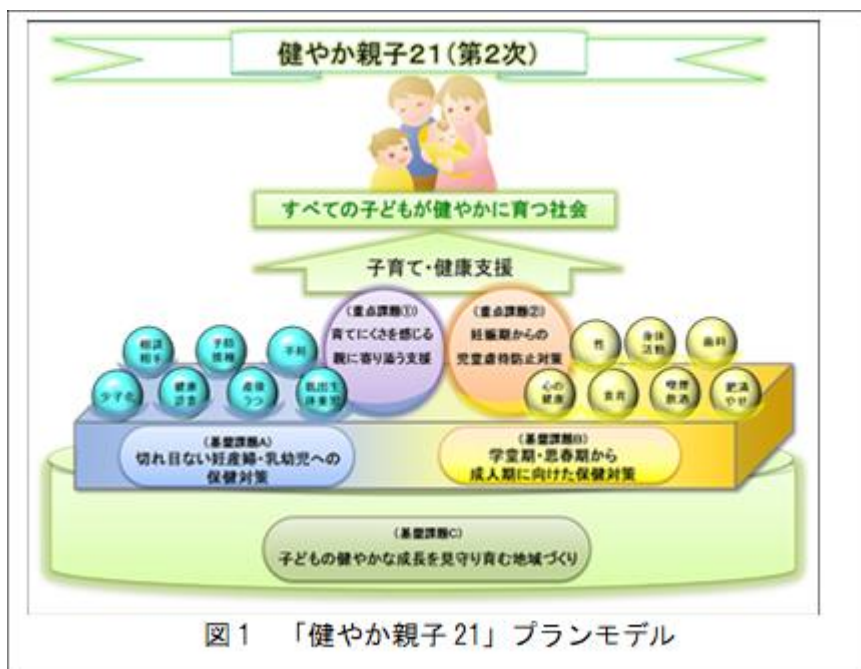 健やか親子21(第2次)
すべての子どもが健やかに育つ社会
子育て・健康支援
(重点課題①)
育てにくさを感じる
親に寄り添う支援
(重点課題②)
妊娠期からの
児童虐待防止対策
相談
相手
予防
接種
不妊
少子化
健康
診査
産後
うつ
低出生
体重児
性
身体
活動
歯科
心の
健康
食育
喫煙
飲酒
肥満
やせ
(基盤課題A)
切れ目ない妊産婦・乳幼児への
保健対策
(基盤課題B)
学童期・思春期から
成人期に向けた保健対策
(基盤課題C)
子どもの健やかな成長を見守り育む地域づくり
図1 「健やか親子21」プランモデル